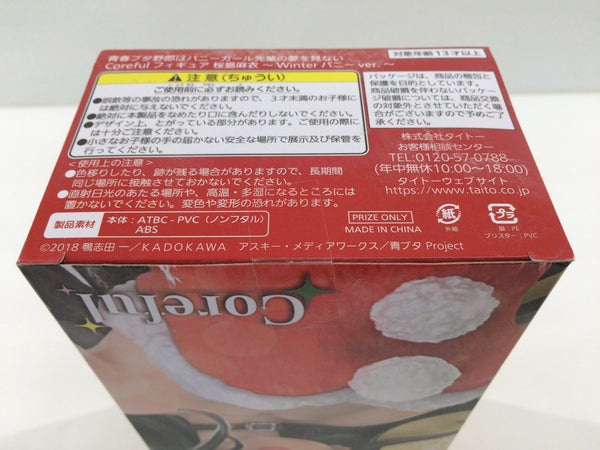 青春ブタ野郎はバニーガール先輩の夢を見ない
Coreful フィギュア 桜島麻衣 ～Winter バニー ver.～
対象年齢13才以上
注意(ちゅうい)
ご使用前に必ずお読みください。
●誤飲等の事故の恐れがありますので、3才未満のお子様には絶対に与えないでください。
●絶対に本製品をなめたり口に含んだりしないでください。
●デザイン上、とがっている部分があります。ご使用の際には十分ご注意ください。
●小さなお子様の手の届かない安全な場所で展示及び保管を行ってください。
<使用上の注意>
●色移りしたり、跡が残る場合がありますので、長期間
同じ場所に接触させておかないでください。
●直射日光のあたる場所や、高温・多湿になるところには
置かないでください。変色や変形の恐れがあります。
製品素材
本体：ATBC-PVC(ノンフタル)
ABS
パッケージは、商品の梱包と
保護を目的としております。
商品破損を伴わないパッケー
ジ破損については、商品交換
の対象外とさせていただく場
合がございますので予めご了
承ください。
株式会社タイトー
お客様相談センター
TEL:0120-57-0788
(年中無休10:00～18:00)
タイトーウェブサイト
https://www.taito.co.jp
PRIZE ONLY
MADE IN CHINA
紙
外箱
プラ
袋：PE
ブリスター：PVC
©2018 鴨志田 一／KADOKAWA アスキー・メディアワークス／青ブタ Project
Coreful